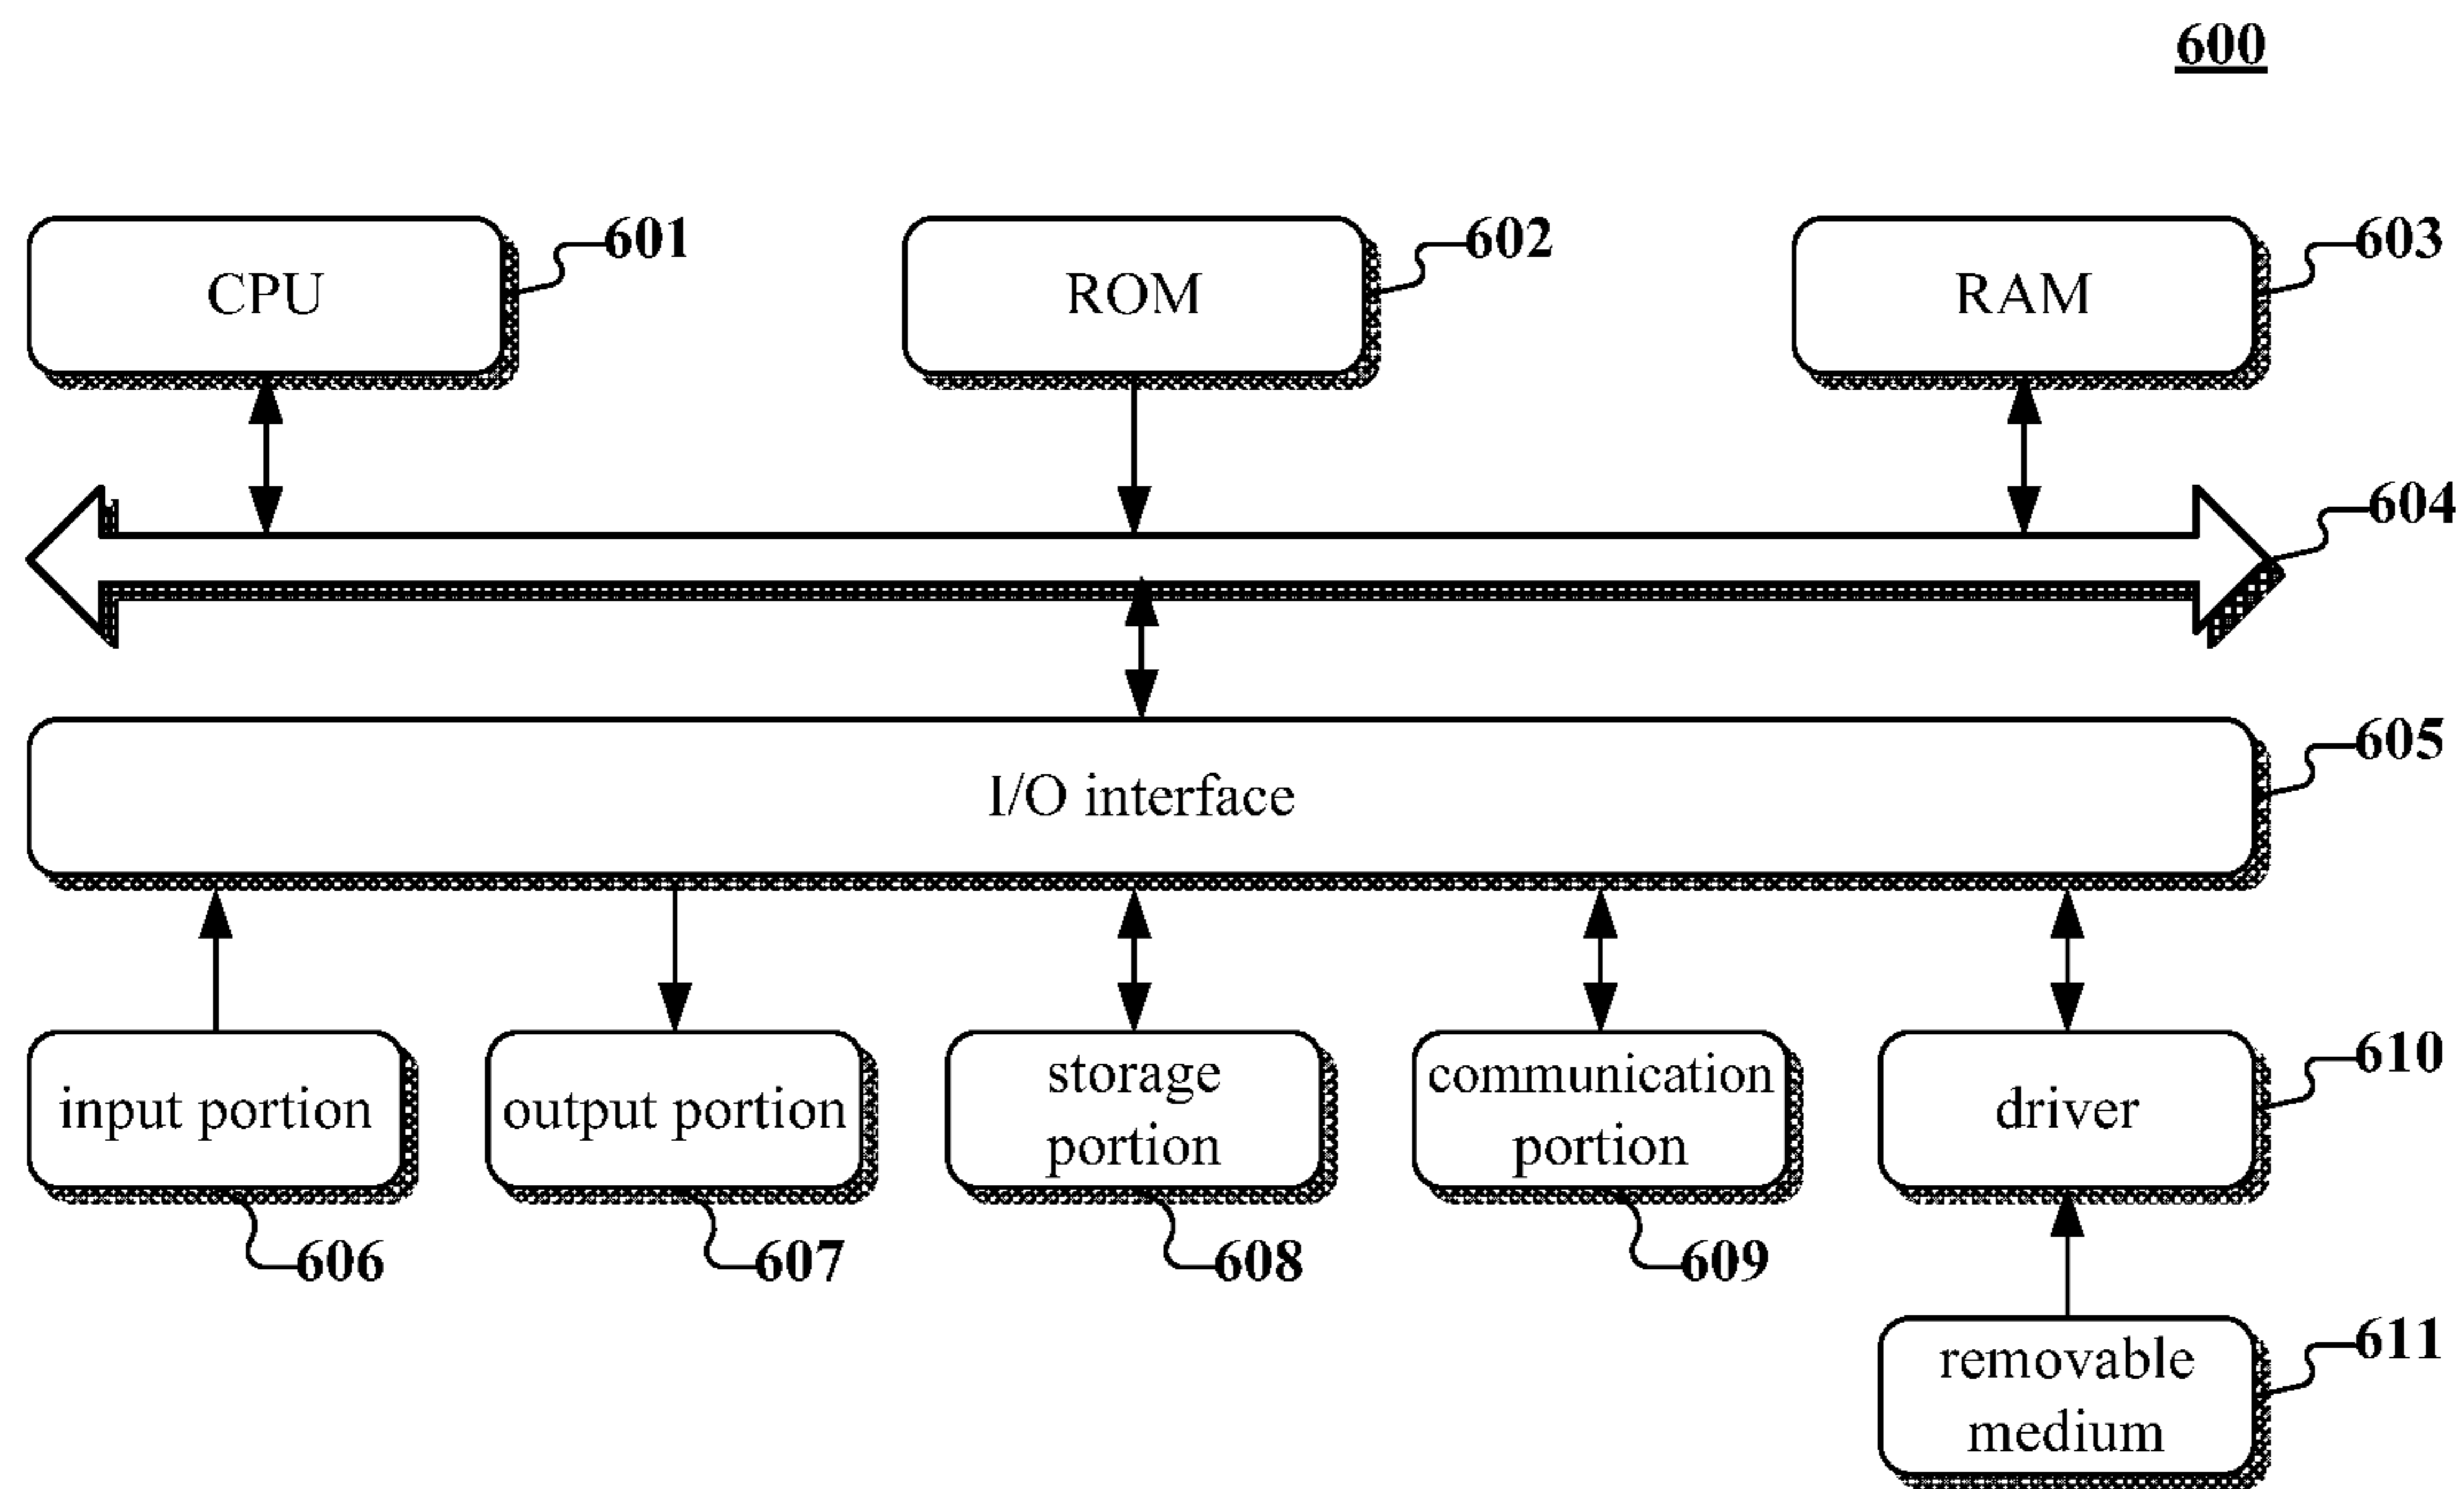 600
CPU
601
ROM
602
RAM
603
604
I/O interface
605
input portion
606
output portion
607
storage
portion
608
communication
portion
609
driver
610
removable
medium
611